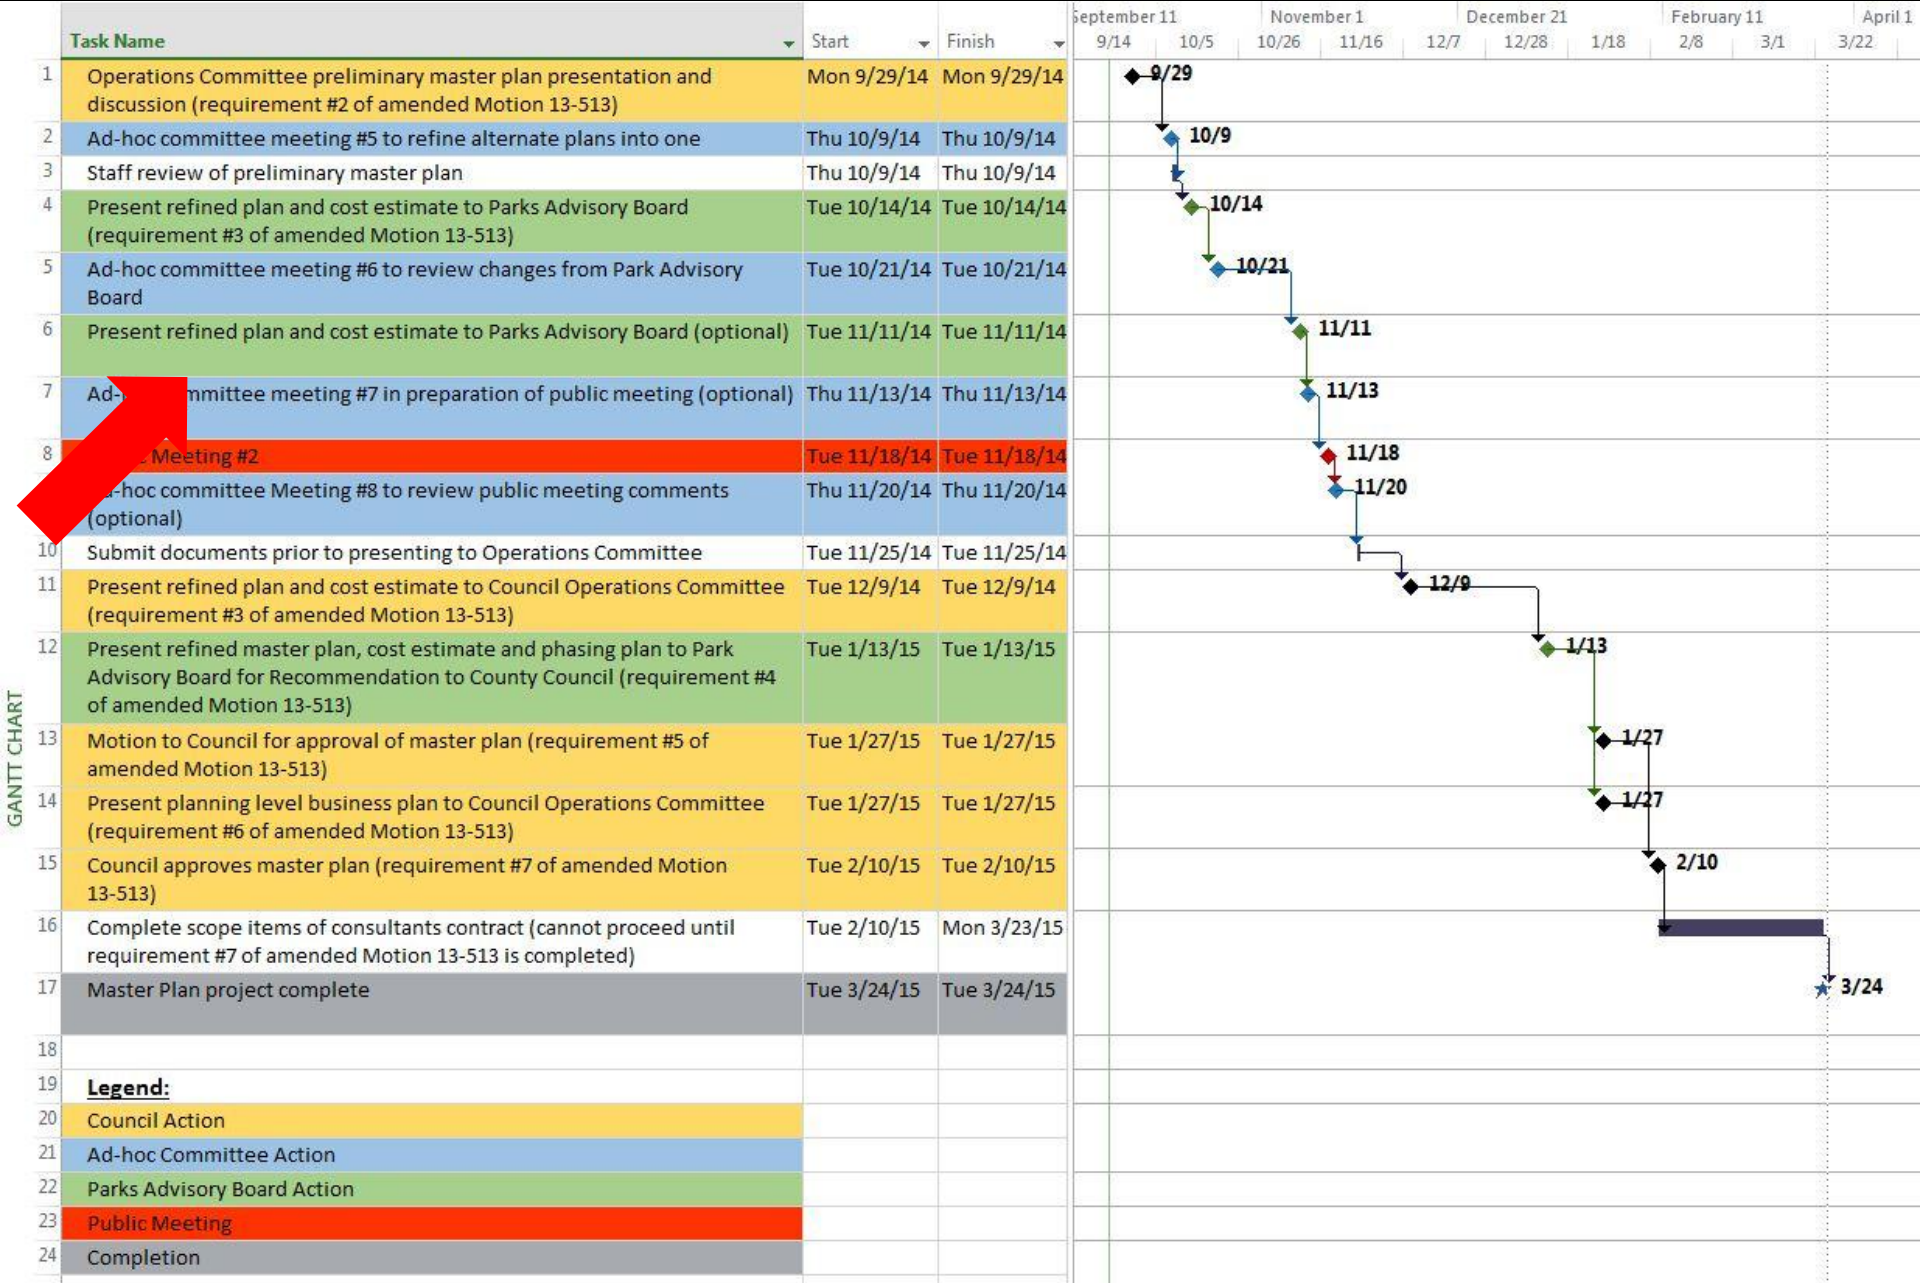 September 11 November 1 December 21 February 11 April 1
Task Name Start Finish 9/14 10/5 10/26 11/16 12/7 12/28 1/18 2/8 3/1 3/22
1 Operations Committee preliminary master plan presentation and Mon 9/29/14 Mon 9/29/14 9/29
discussion (requirement #2 of amended Motion 13-513)
2 Ad-hoc committee meeting #5 to refine alternate plans into one Thu 10/9/14 Thu 10/9/14 10/9
3 Staff review of preliminary master plan Thu 10/9/14 Thu 10/9/14
4 Present refined plan and cost estimate to Parks Advisory Board Tue 10/14/14 Tue 10/14/14 10/14
(requirement #3 of amended Motion 13-513)
5 Ad-hoc committee meeting #6 to review changes from Park Advisory Tue 10/21/14 Tue 10/21/14 10/21
Board
6 Present refined plan and cost estimate to Parks Advisory Board (optional) Tue 11/11/14 Tue 11/11/14 11/11
7 Ad- mmittee meeting #7 in preparation of public meeting (optional) Thu 11/13/14 Thu 11/13/14 11/13
8 Meeting #2 Tue 11/18/14 Tue 11/18/14 11/18
-hoc committee Meeting #8 to review public meeting comments Thu 11/20/14 Thu 11/20/14 11/20
(optional)
10 Submit documents prior to presenting to Operations Committee Tue 11/25/14 Tue 11/25/14
11 Present refined plan and cost estimate to Council Operations Committee Tue 12/9/14 Tue 12/9/14 12/9
(requirement #3 of amended Motion 13-513)
12 Present refined master plan, cost estimate and phasing plan to Park Tue 1/13/15 Tue 1/13/15 1/13
Advisory Board for Recommendation to County Council (requirement #4
of amended Motion 13-513)
13 Motion to Council for approval of master plan (requirement #5 of Tue 1/27/15 Tue 1/27/15 1/27
amended Motion 13-513)
14 Present planning level business plan to Council Operations Committee Tue 1/27/15 Tue 1/27/15 1/27
(requirement #6 of amended Motion 13-513)
15 Council approves master plan (requirement #7 of amended Motion Tue 2/10/15 Tue 2/10/15 2/10
13-513)
16 Complete scope items of consultants contract (cannot proceed until Tue 2/10/15 Mon 3/23/15
requirement #7 of amended Motion 13-513 is completed)
17 Master Plan project complete Tue 3/24/15 Tue 3/24/15 3/24
18
19 Legend:
20 Council Action
21 Ad-hoc Committee Action
22 Parks Advisory Board Action
23 Public Meeting
24 Completion
GANTT CHART